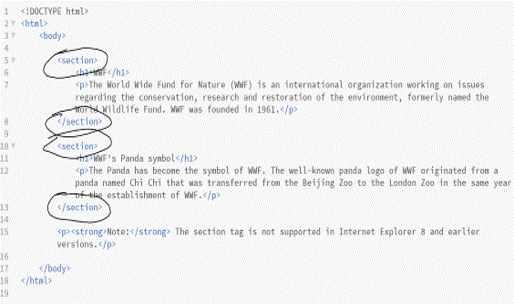 1 <!DOCTYPE html>
2 <html>
3 <body>
4
5 <section>
6 <h1>WWF</h1>
7 <p>The World Wide Fund for Nature (WWF) is an international organization working on issues
regarding the conservation, research and restoration of the environment, formerly named the
World Wildlife Fund. WWF was founded in 1961.</p>
8 </section>
9
10 <section>
11 <h1>WWF's Panda symbol</h1>
12 <p>The Panda has become the symbol of WWF. The well-known panda logo of WWF originated from a
panda named Chi Chi that was transferred from the Beijing Zoo to the London Zoo in the same year
of the establishment of WWF.</p>
13 </section>
14
15 <p><strong>Note:</strong> The section tag is not supported in Internet Explorer 8 and earlier
versions.</p>
16
17 </body>
18 </html>
19